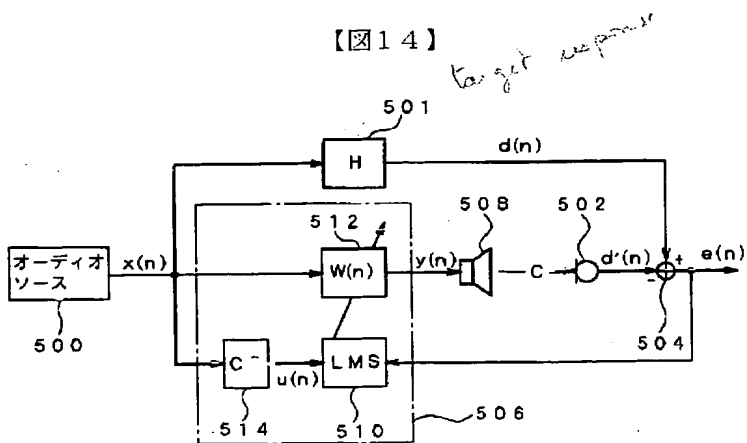 【図14】
target response
501
H
d(n)
512
508
502
オーディオ
ソース
x(n)
W(n)
y(n)
C
d'(n)
+
-
e(n)
500
504
C^
u(n)
LMS
514
510
506